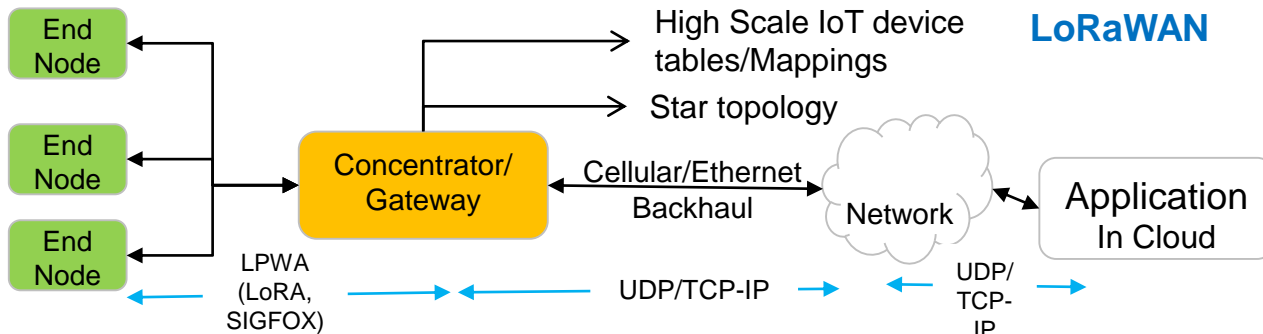 End
Node
High Scale IoT device
tables/Mappings
LoRaWAN
Star topology
End
Node
Concentrator/
Gateway
Cellular/Ethernet
Backhaul
Network
Application
In Cloud
End
Node
LPWA
(LoRA,
SIGFOX)
UDP/TCP-IP
UDP/
TCP-
IP